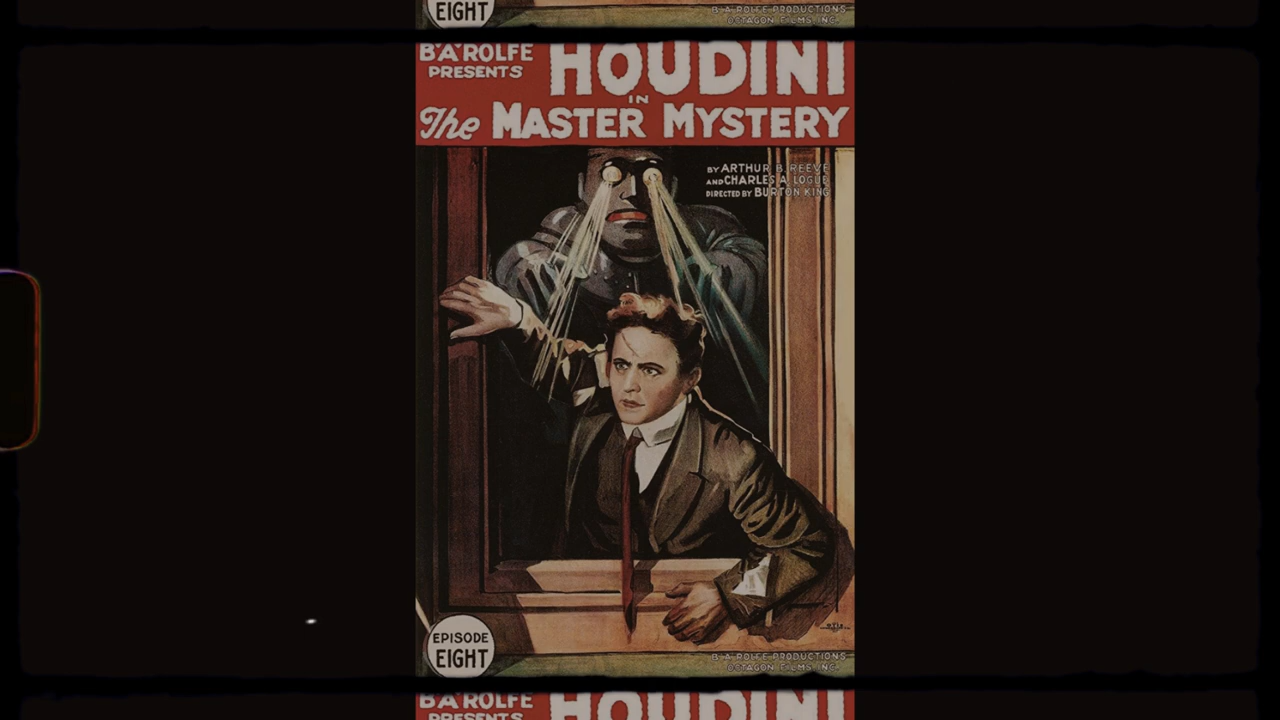 EIGHT
B.A. ROLFE PRODUCTIONS
OCTAGON FILMS, INC.
B.A. ROLFE
PRESENTS
HOUDINI
IN
The MASTER MYSTERY
BY ARTHUR B. REEVE
AND CHARLES A. LOGUE
DIRECTED BY BURTON KING
OTIS
EPISODE
EIGHT
B.A. ROLFE PRODUCTIONS
OCTAGON FILMS, INC.
B.A. ROLFE
PRESENTS
HOUDINI